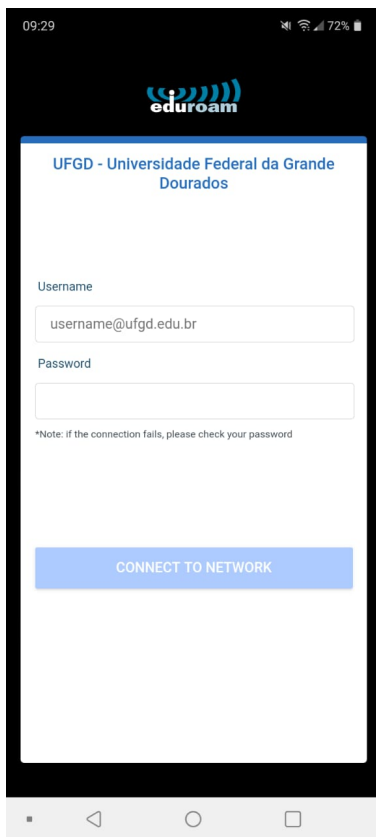 09:29 72%
eduroam
UFGD - Universidade Federal da Grande
Dourados
Username
username@ufgd.edu.br
Password
*Note: if the connection fails, please check your password
CONNECT TO NETWORK